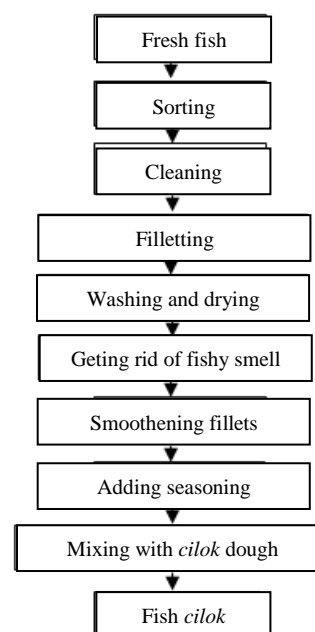 Fresh fish
Sorting
Cleaning
Filletting
Washing and drying
Geting rid of fishy smell
Smoothening fillets
Adding seasoning
Mixing with cilok dough
Fish cilok